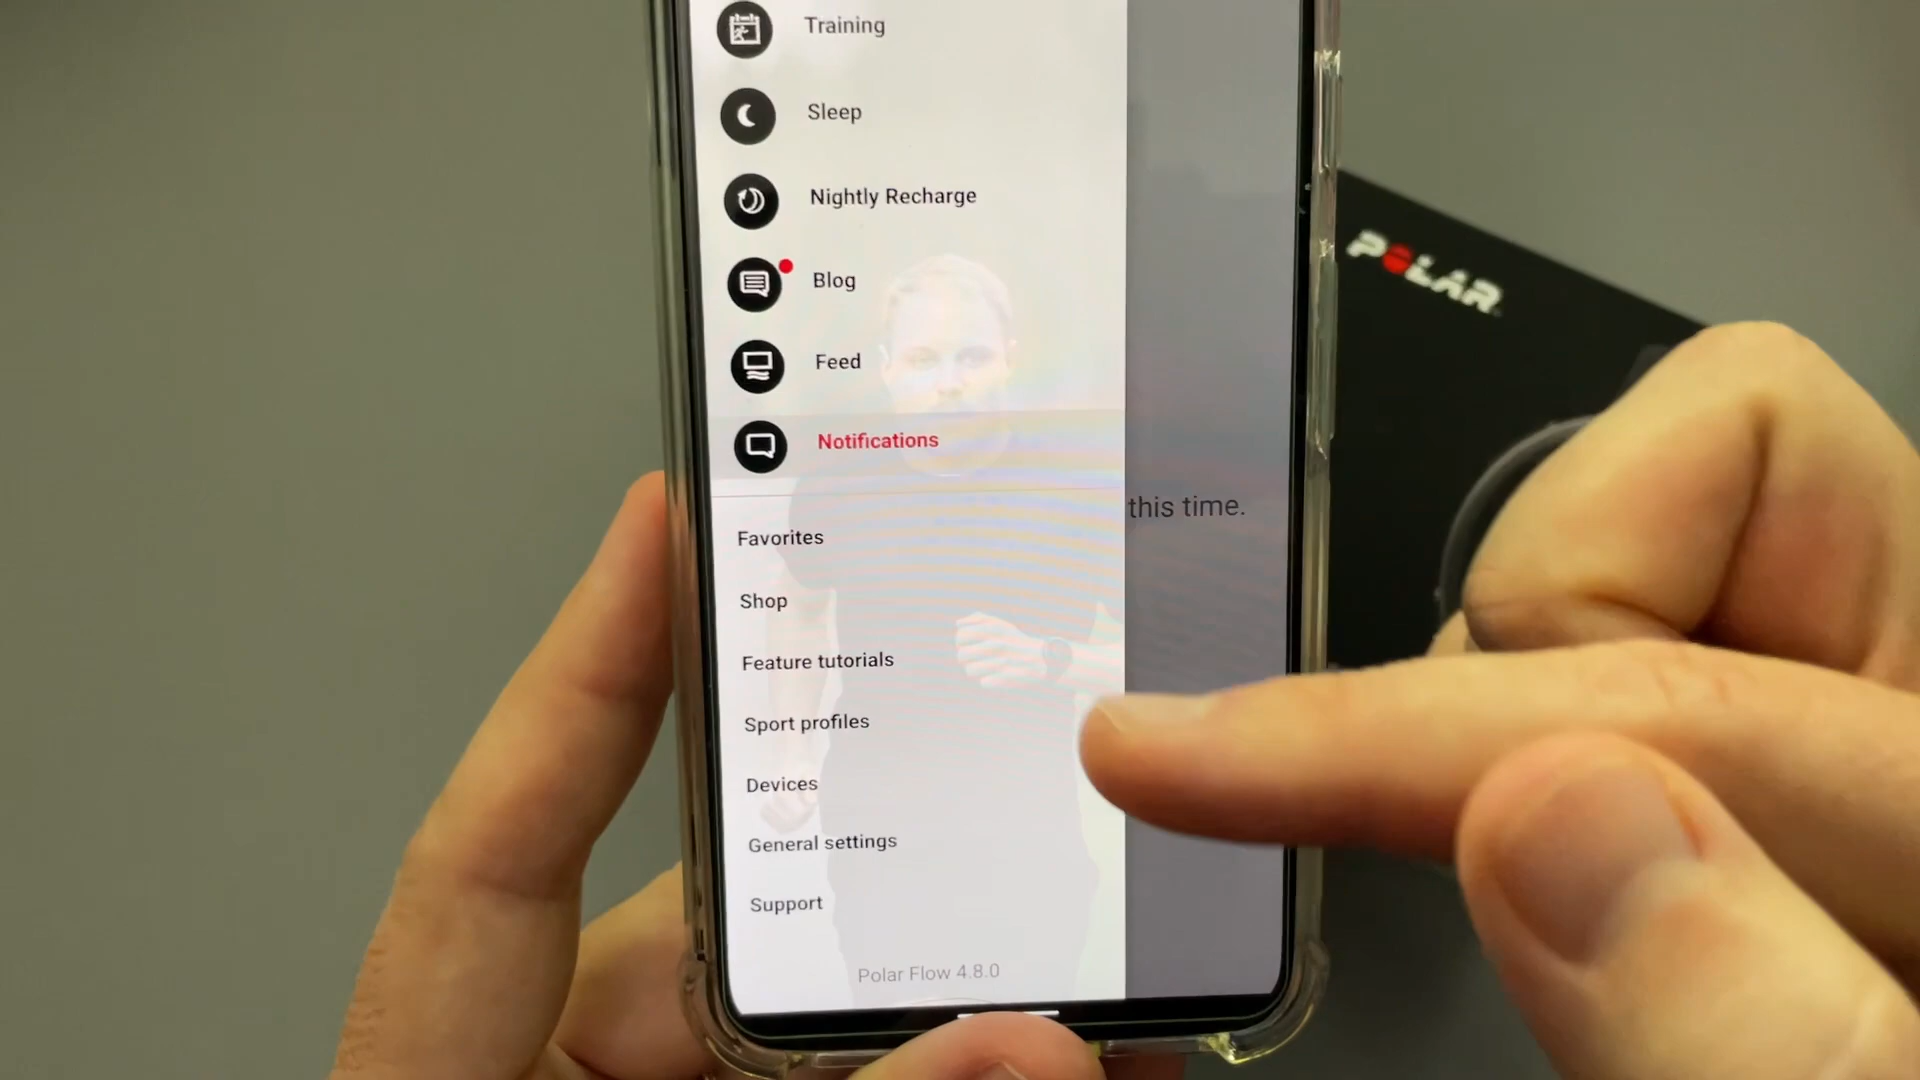 Training
Sleep
Nightly Recharge
Blog
Feed
Notifications
this time.
Favorites
Shop
Feature tutorials
Sport profiles
Devices
General settings
Support
Polar Flow 4.8.0
POLAR